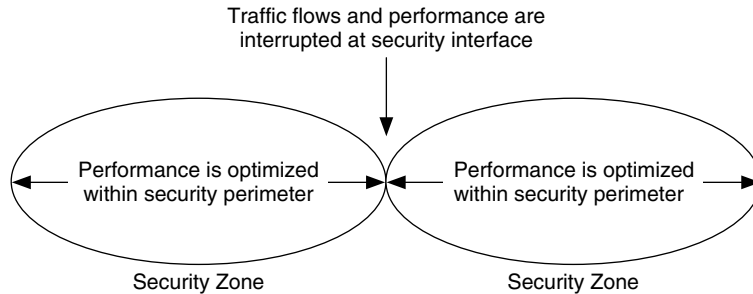 Traffic flows and performance are
interrupted at security interface
Performance is optimized
within security perimeter
Performance is optimized
within security perimeter
Security Zone
Security Zone